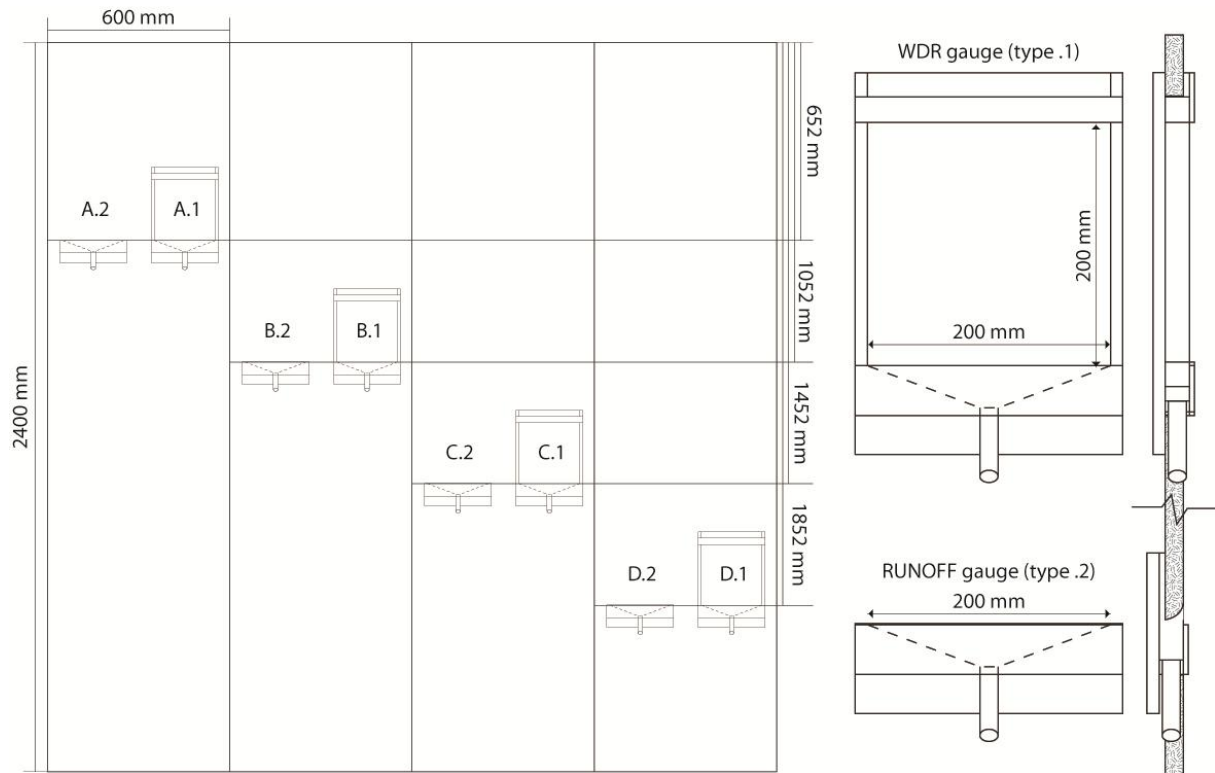 600 mm
2400 mm
A.2
A.1
B.2
B.1
C.2
C.1
D.2
D.1
652 mm
1052 mm
1452 mm
1852 mm
WDR gauge (type .1)
200 mm
200 mm
RUNOFF gauge (type .2)
200 mm